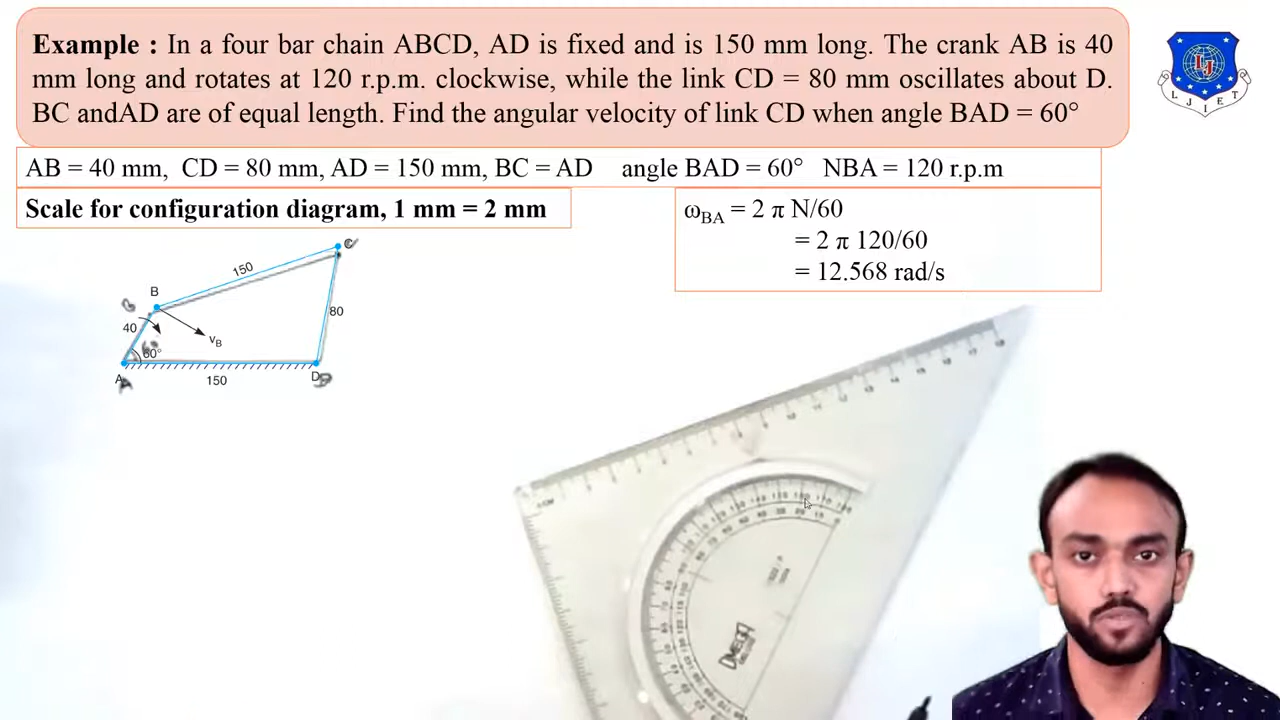 Example : In a four bar chain ABCD, AD is fixed and is 150 mm long. The crank AB is 40
mm long and rotates at 120 r.p.m. clockwise, while the link CD = 80 mm oscillates about D.
BC andAD are of equal length. Find the angular velocity of link CD when angle BAD = 60°
LJIET
AB = 40 mm, CD = 80 mm, AD = 150 mm, BC = AD angle BAD = 60° NBA = 120 r.p.m
Scale for configuration diagram, 1 mm = 2 mm
ωBA = 2 π N/60
= 2 π 120/60
= 12.568 rad/s
C
150
B
B
40
80
vB
60°
60°
A
A
150
D
D
OMEGA